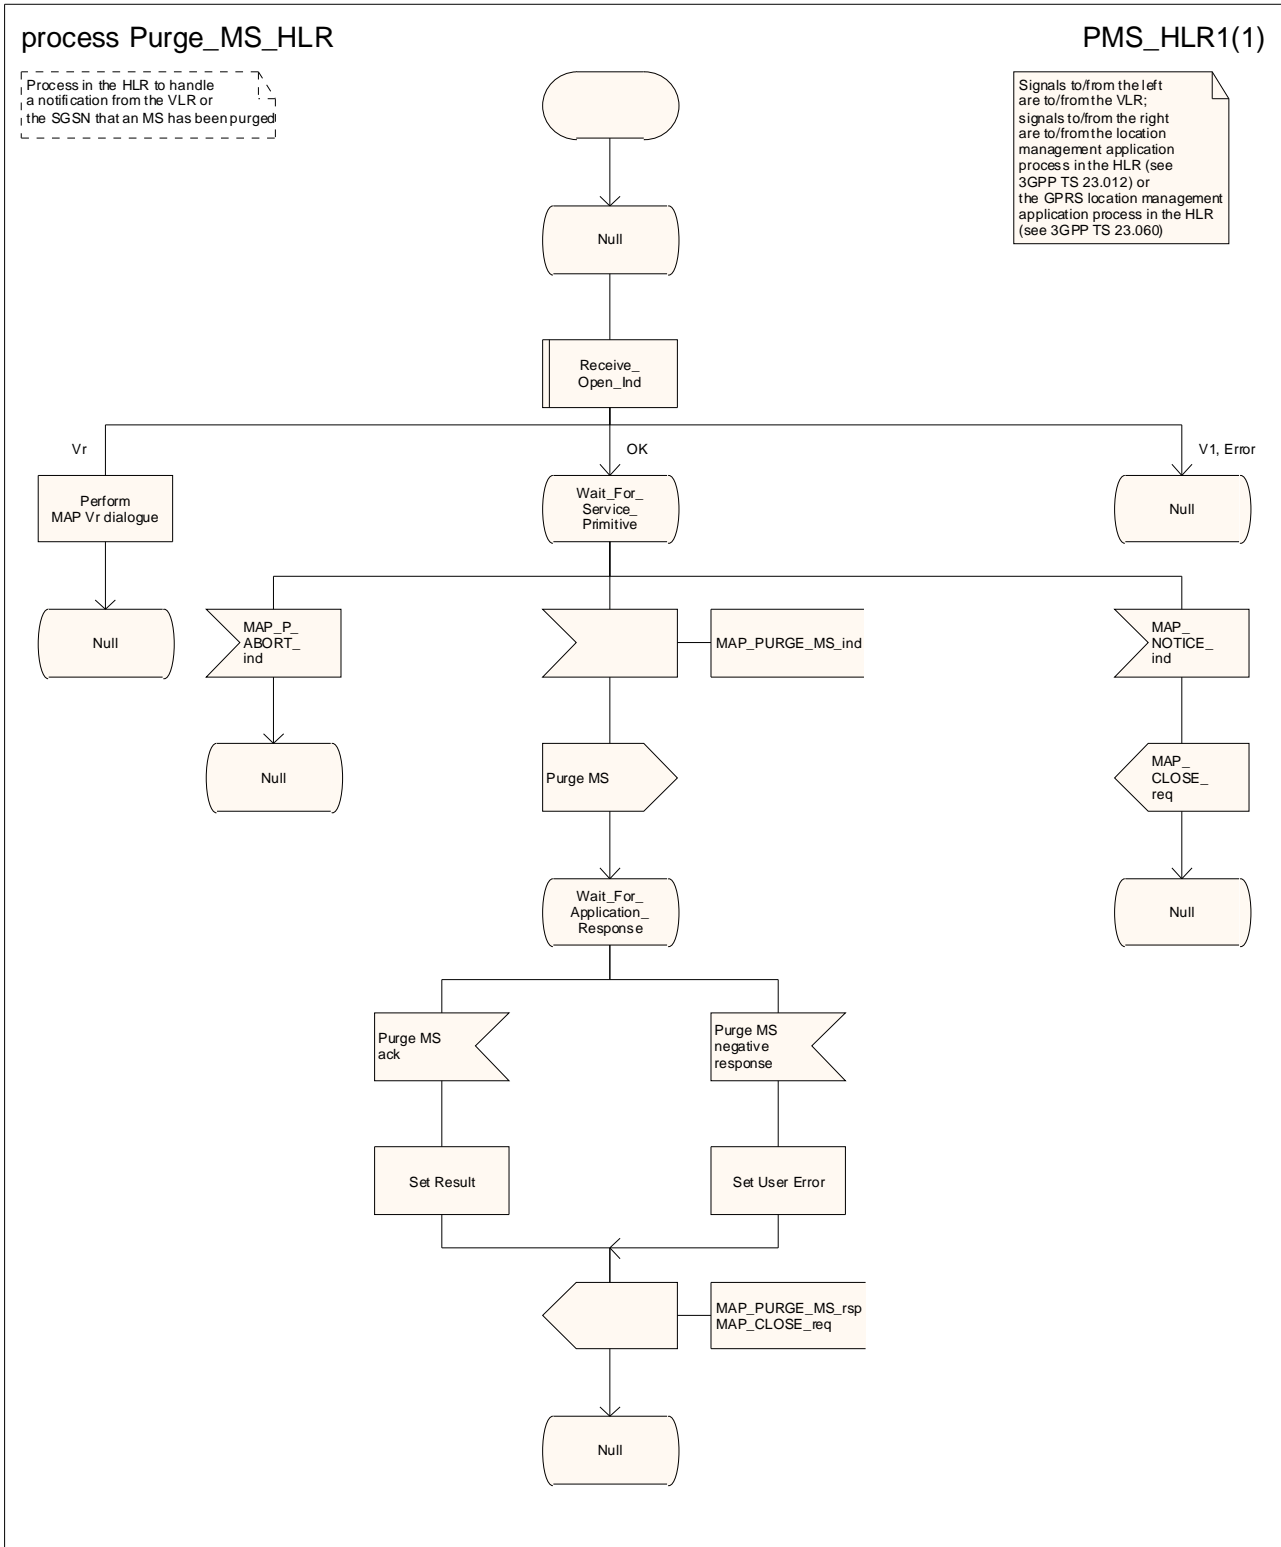 process Purge_MS_HLR
PMS_HLR1(1)
Process in the HLR to handle
a notification from the VLR or
the SGSN that an MS has been purged
Signals to/from the left
are to/from the VLR;
signals to/from the right
are to/from the location
management application
process in the HLR (see
3GPP TS 23.012) or
the GPRS location management
application process in the HLR
(see 3GPP TS 23.060)
Null
Receive_
Open_Ind
Vr
OK
V1, Error
Perform
MAP Vr dialogue
Wait_For_
Service_
Primitive
Null
Null
MAP_P_
ABORT_
ind
MAP_PURGE_MS_ind
MAP_
NOTICE_
ind
Null
Purge MS
MAP_
CLOSE_
req
Wait_For_
Application_
Response
Null
Purge MS
ack
Purge MS
negative
response
Set Result
Set User Error
MAP_PURGE_MS_rsp
MAP_CLOSE_req
Null